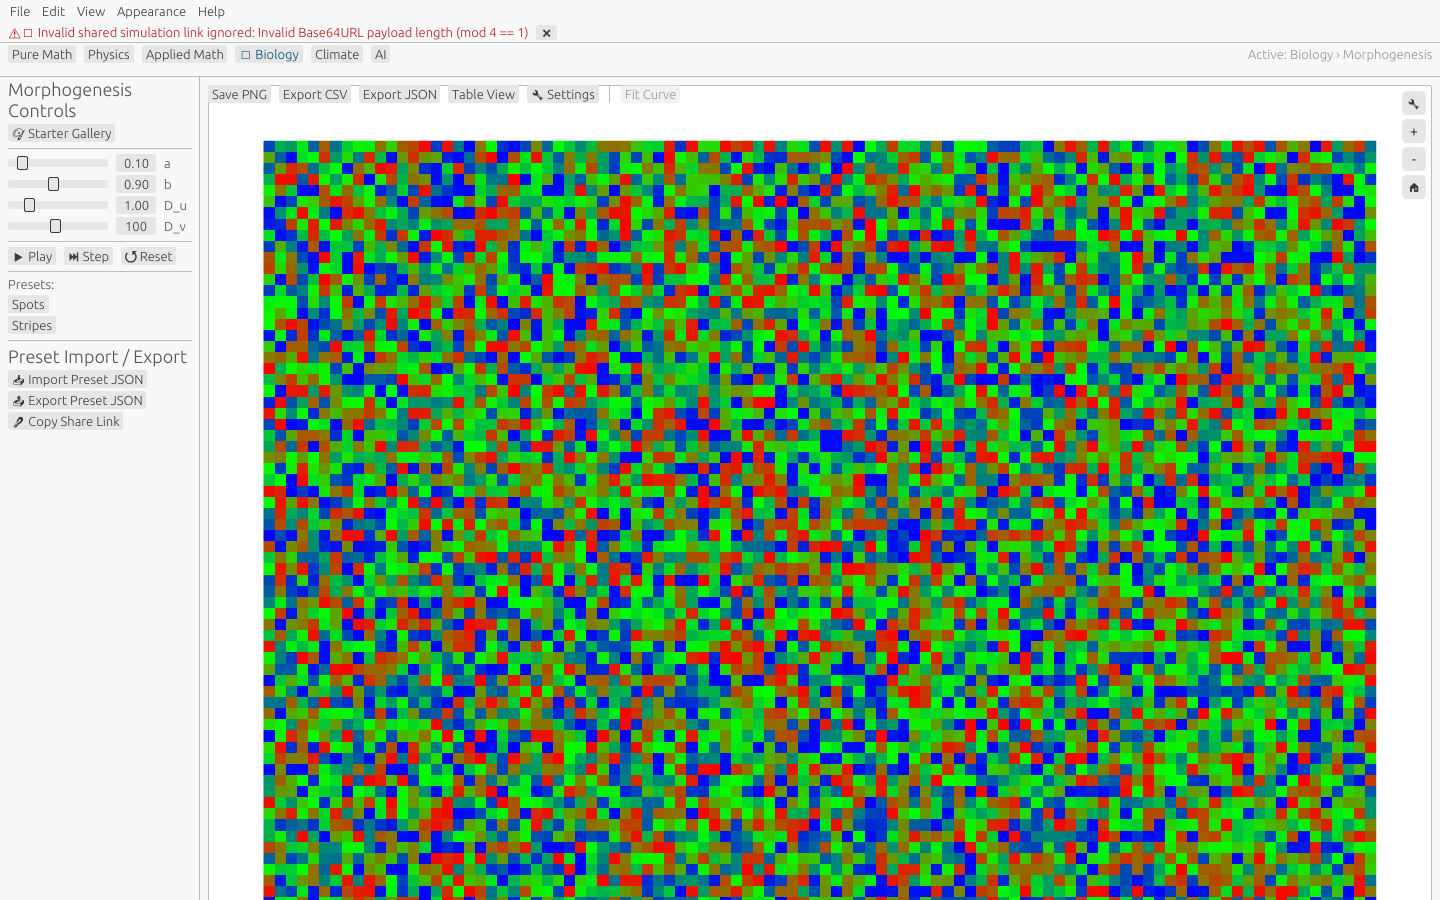 File Edit View Appearance Help
Invalid shared simulation link ignored: Invalid Base64URL payload length (mod 4 == 1)
Pure Math Physics Applied Math Biology Climate AI Active: Biology › Morphogenesis
Morphogenesis
Controls
Starter Gallery
0.10 a
0.90 b
1.00 D_u
100 D_v
Play Step Reset
Presets:
Spots
Stripes
Preset Import / Export
Import Preset JSON
Export Preset JSON
Copy Share Link
Save PNG Export CSV Export JSON Table View Settings Fit Curve
+
-